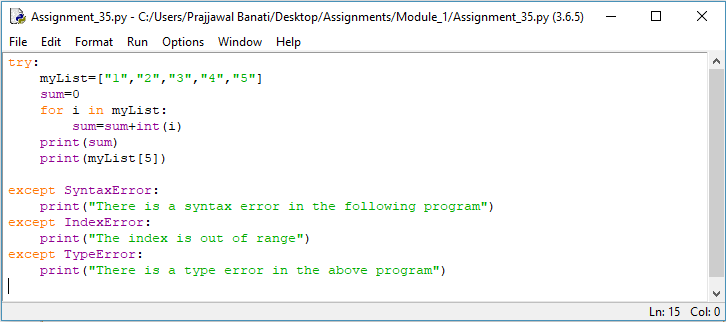 Assignment_35.py - C:/Users/Prajjawal Banati/Desktop/Assignments/Module_1/Assignment_35.py (3.6.5)
File Edit Format Run Options Window Help
try:
    myList=["1","2","3","4","5"]
    sum=0
    for i in myList:
        sum=sum+int(i)
    print(sum)
    print(myList[5])

except SyntaxError:
    print("There is a syntax error in the following program")
except IndexError:
    print("The index is out of range")
except TypeError:
    print("There is a type error in the above program")
Ln: 15 Col: 0